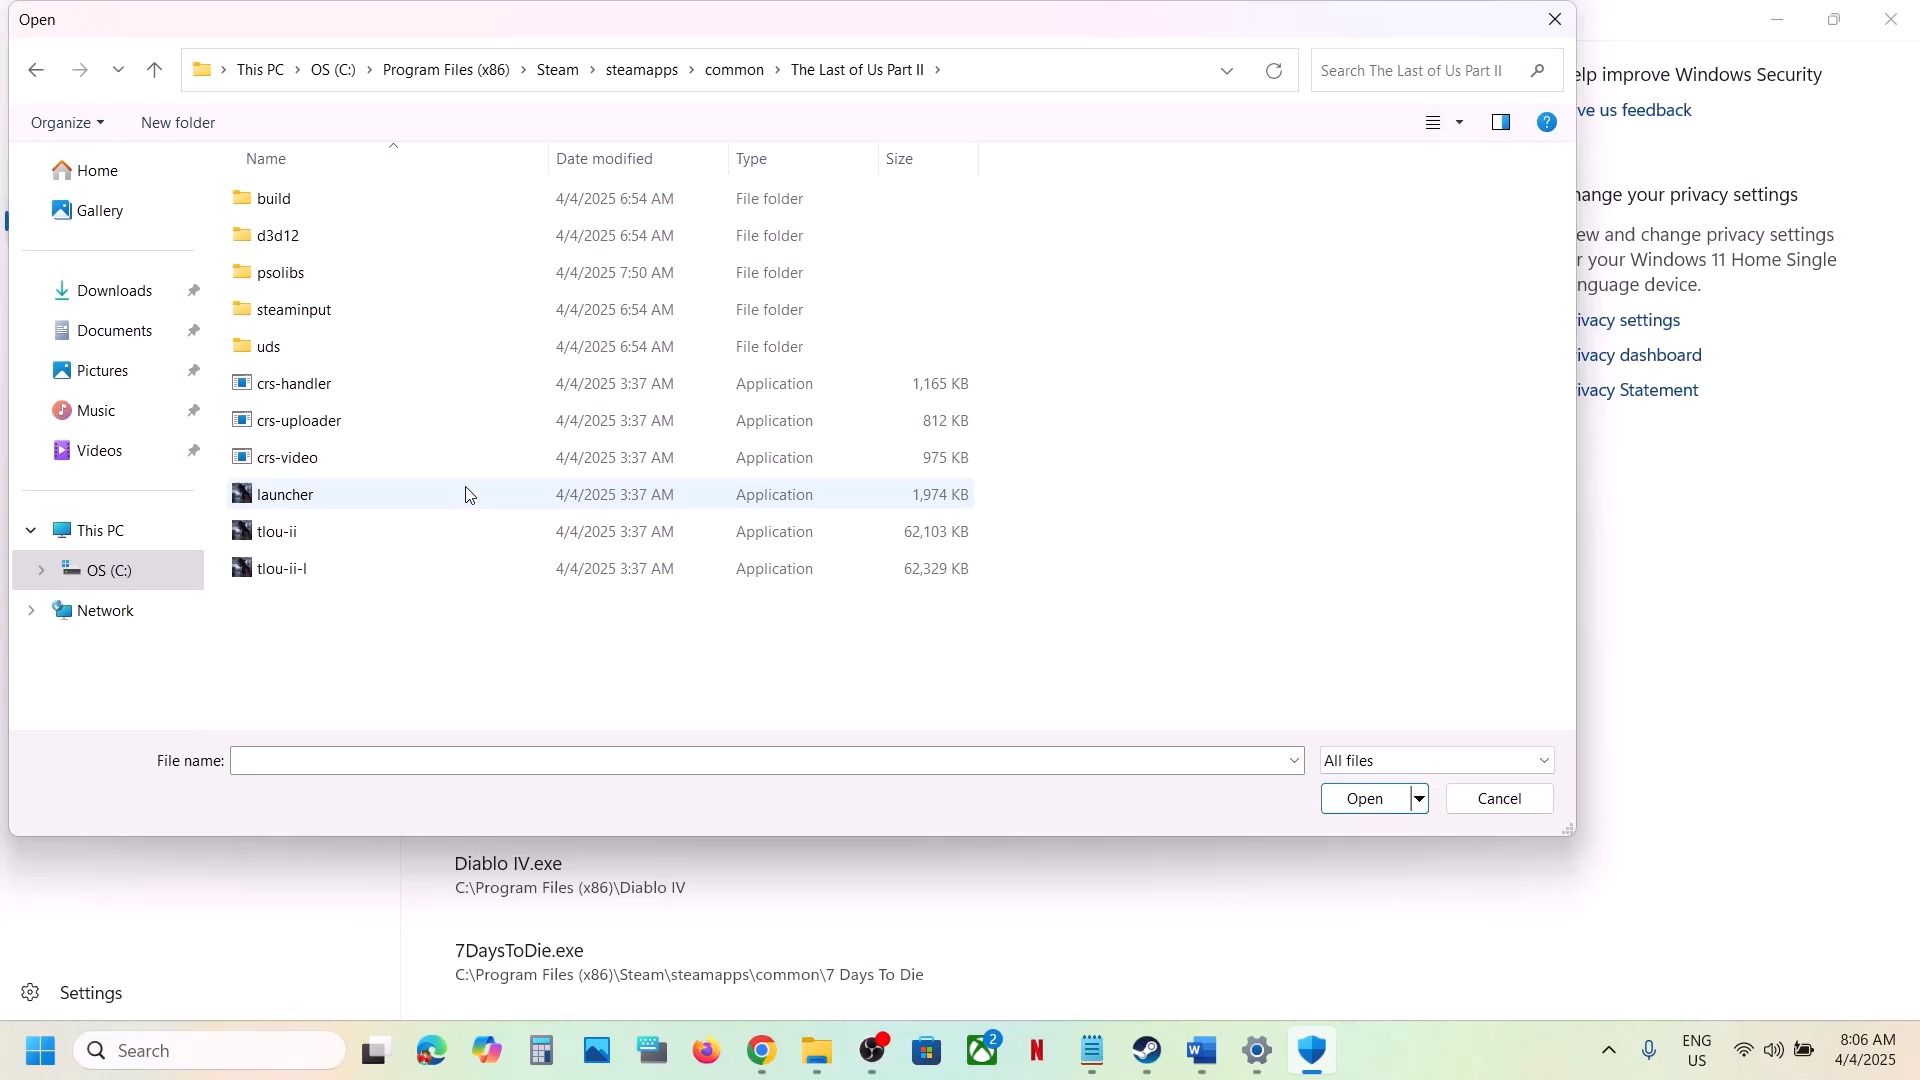 Open
This PC > OS (C:) > Program Files (x86) > Steam > steamapps > common > The Last of Us Part II >
Search The Last of Us Part II
Organize
New folder
Home
Gallery
Downloads
Documents
Pictures
Music
Videos
This PC
OS (C:)
Network
Name Date modified Type Size
build 4/4/2025 6:54 AM File folder
d3d12 4/4/2025 6:54 AM File folder
psolibs 4/4/2025 7:50 AM File folder
steaminput 4/4/2025 6:54 AM File folder
uds 4/4/2025 6:54 AM File folder
crs-handler 4/4/2025 3:37 AM Application 1,165 KB
crs-uploader 4/4/2025 3:37 AM Application 812 KB
crs-video 4/4/2025 3:37 AM Application 975 KB
launcher 4/4/2025 3:37 AM Application 1,974 KB
tlou-ii 4/4/2025 3:37 AM Application 62,103 KB
tlou-ii-l 4/4/2025 3:37 AM Application 62,329 KB
File name:
All files
Open
Cancel
elp improve Windows Security
ve us feedback
hange your privacy settings
ew and change privacy settings
r your Windows 11 Home Single
nguage device.
ivacy settings
ivacy dashboard
ivacy Statement
Diablo IV.exe
C:\Program Files (x86)\Diablo IV
7DaysToDie.exe
C:\Program Files (x86)\Steam\steamapps\common\7 Days To Die
Settings
Search
2
ENG
US
8:06 AM
4/4/2025